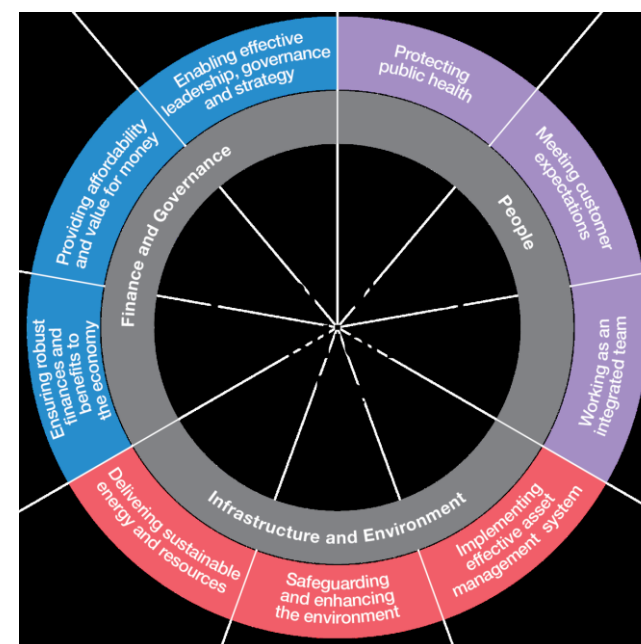 Enabling effective
leadership, governance
and strategy
Protecting
public health
Meeting customer
expectations
Working as an
integrated team
Implementing
effective asset
management system
Safeguarding
and enhancing
the environment
Delivering sustainable
energy and resources
Ensuring robust
finances and
benefits to
the economy
Providing affordability
and value for money
Finance and Governance
People
Infrastructure and Environment